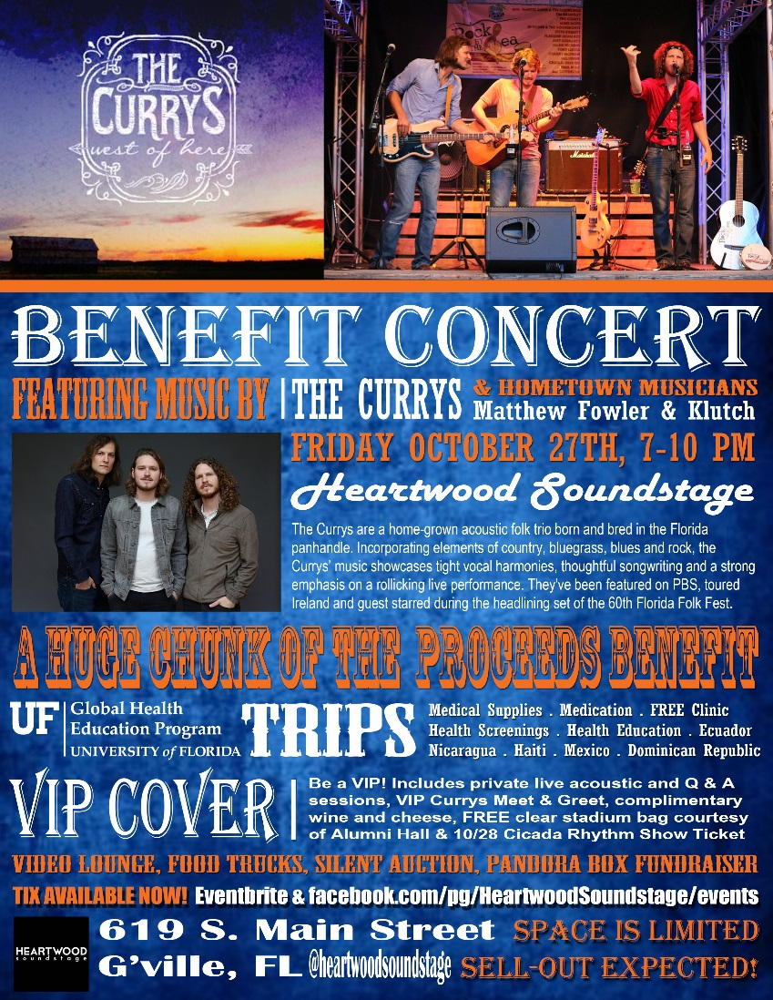 THE
CURRYS
west of here
Rock by the Sea
Marshall
BENEFIT CONCERT
FEATURING MUSIC BY | THE CURRYS
& HOMETOWN MUSICIANS
Matthew Fowler & Klutch
FRIDAY OCTOBER 27TH, 7-10 PM
Heartwood Soundstage
The Currys are a home-grown acoustic folk trio born and bred in the Florida
panhandle. Incorporating elements of country, bluegrass, blues and rock, the
Currys' music showcases tight vocal harmonies, thoughtful songwriting and a strong
emphasis on a rollicking live performance. They've been featured on PBS, toured
Ireland and guest starred during the headlining set of the 60th Florida Folk Fest.
A HUGE CHUNK OF THE PROCEEDS BENEFIT
UF
Global Health
Education Program
UNIVERSITY of FLORIDA
TRIPS
Medical Supplies . Medication . FREE Clinic
Health Screenings . Health Education . Ecuador
Nicaragua . Haiti . Mexico . Dominican Republic
VIP COVER
Be a VIP! Includes private live acoustic and Q & A
sessions, VIP Currys Meet & Greet, complimentary
wine and cheese, FREE clear stadium bag courtesy
of Alumni Hall & 10/28 Cicada Rhythm Show Ticket
VIDEO LOUNGE, FOOD TRUCKS, SILENT AUCTION, PANDORA BOX FUNDRAISER
TIX AVAILABLE NOW! Eventbrite & facebook.com/pg/HeartwoodSoundstage/events
HEARTWOOD
soundstage
619 S. Main Street
SPACE IS LIMITED
G'ville, FL @heartwoodsoundstage
SELL-OUT EXPECTED!